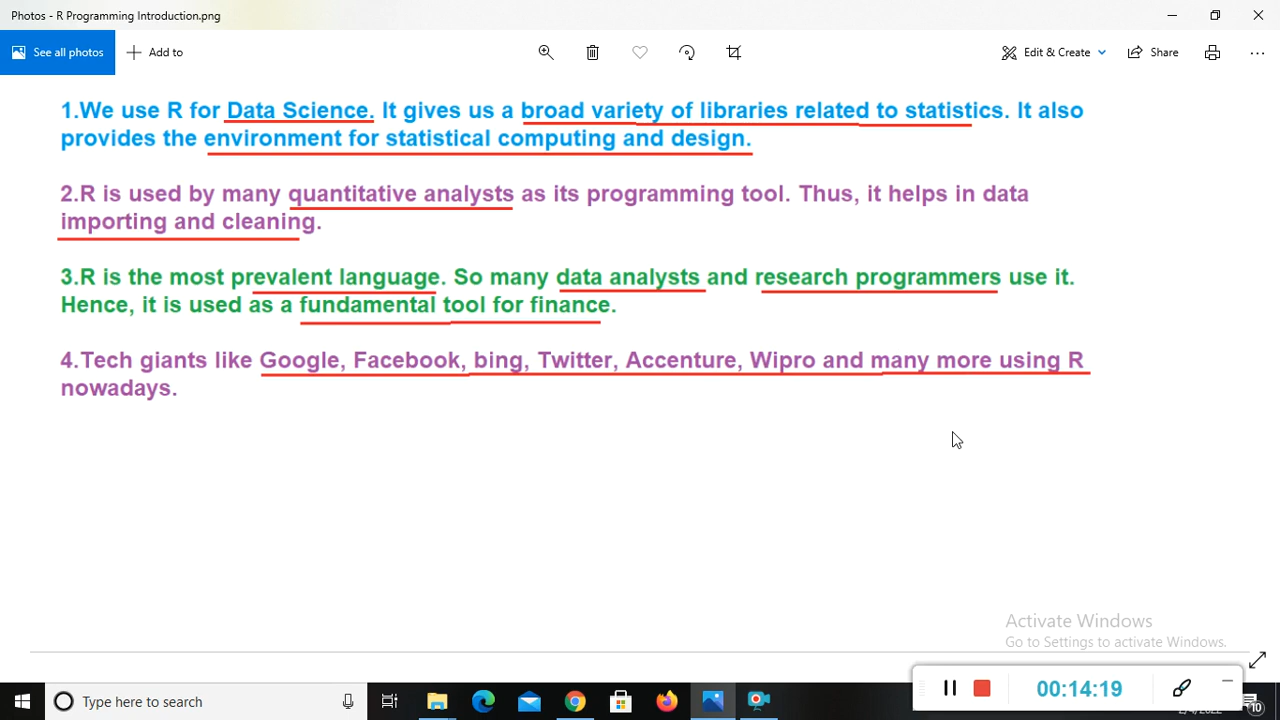 Photos - R Programming Introduction.png
See all photos
Add to
Edit & Create
Share
1.We use R for Data Science. It gives us a broad variety of libraries related to statistics. It also
provides the environment for statistical computing and design.
2.R is used by many quantitative analysts as its programming tool. Thus, it helps in data
importing and cleaning.
3.R is the most prevalent language. So many data analysts and research programmers use it.
Hence, it is used as a fundamental tool for finance.
4.Tech giants like Google, Facebook, bing, Twitter, Accenture, Wipro and many more using R
nowadays.
Activate Windows
Go to Settings to activate Windows.
00:14:19
Type here to search
10